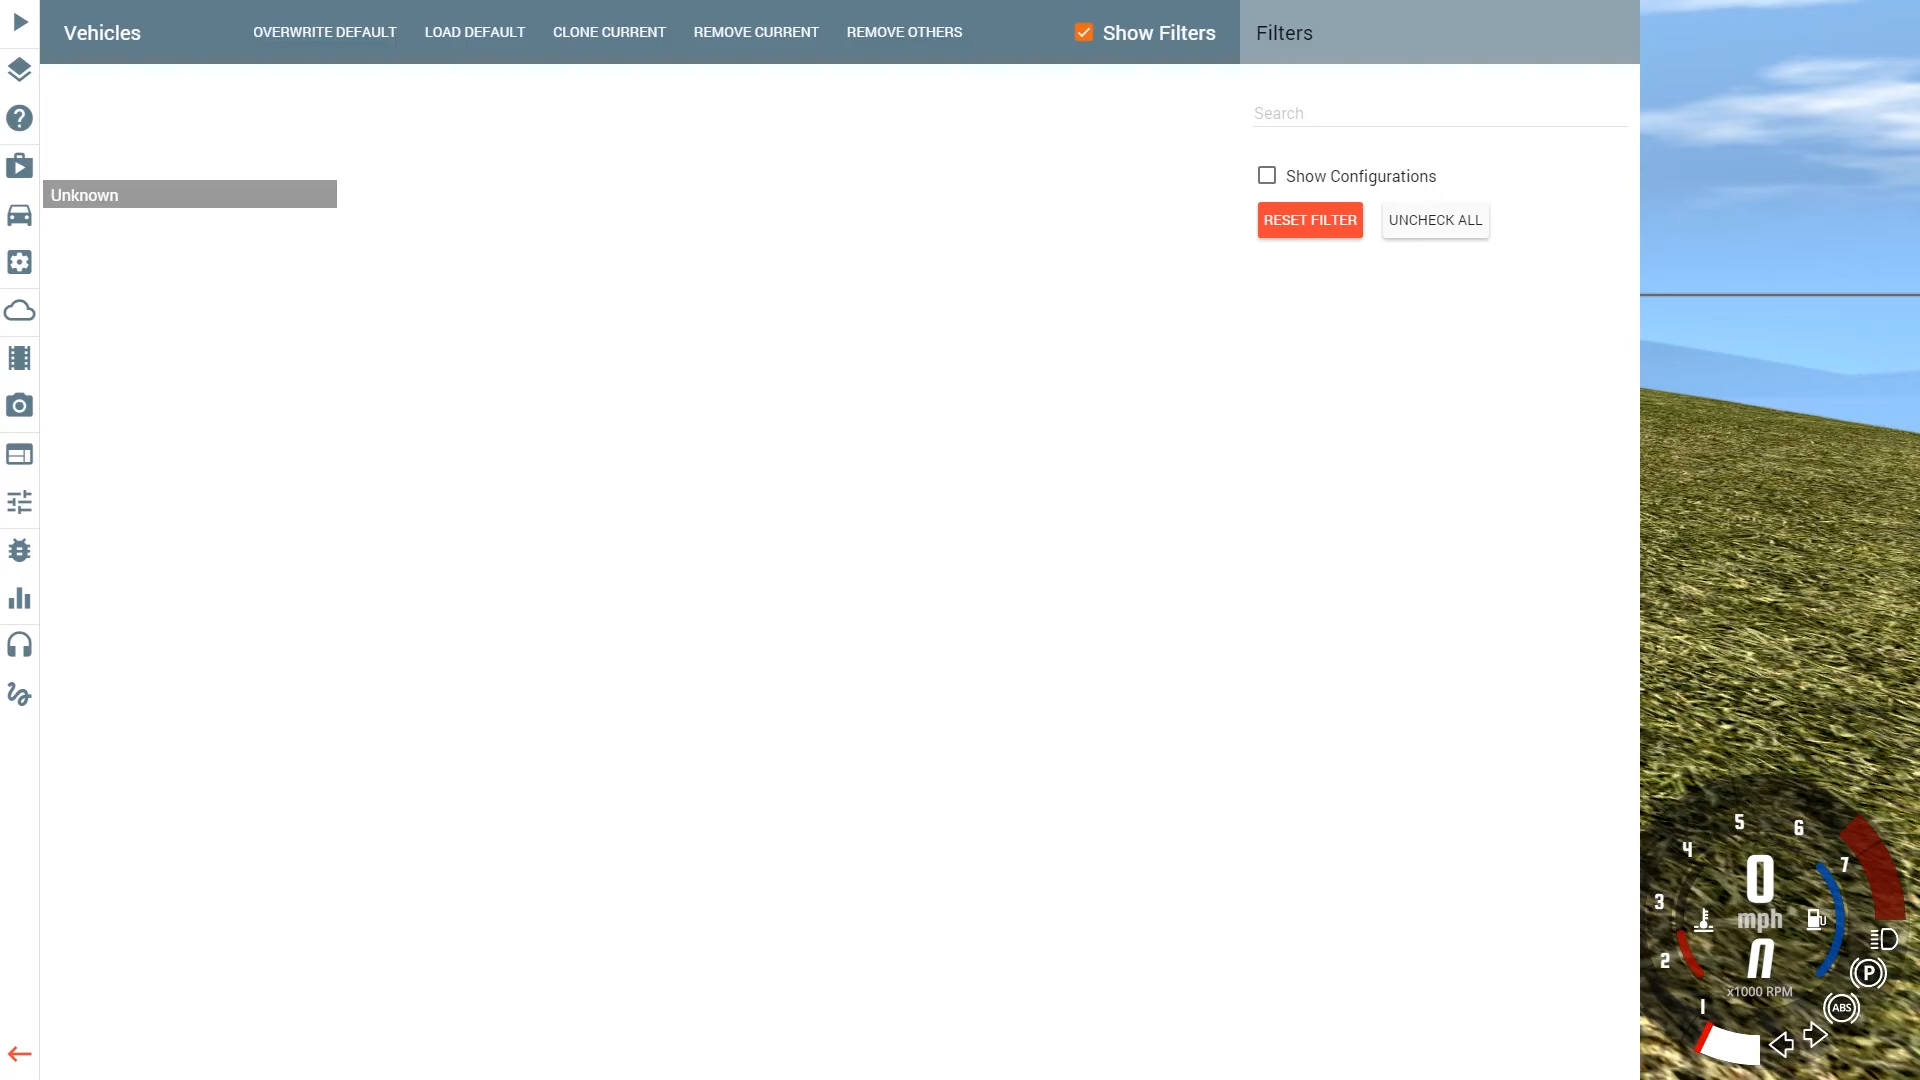 Vehicles
OVERWRITE DEFAULT
LOAD DEFAULT
CLONE CURRENT
REMOVE CURRENT
REMOVE OTHERS
Show Filters
Filters
Search
Unknown
Show Configurations
RESET FILTER
UNCHECK ALL
1
2
3
4
5
6
7
0
mph
n
x1000 RPM
P
ABS